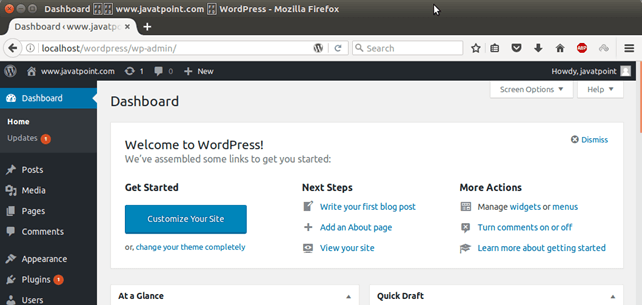 Dashboard ‹ www.javatpoint.com WordPress - Mozilla Firefox
Dashboard ‹ www.javat...
localhost/wordpress/wp-admin/
Search
ABP
www.javatpoint.com 1 0 + New Howdy, javatpoint
Screen Options Help
Dashboard
Home
Updates 1
Posts
Media
Pages
Comments
Appearance
Plugins 1
Users
Dashboard
Welcome to WordPress!
Dismiss
We've assembled some links to get you started:
Get Started
Customize Your Site
or, change your theme completely
Next Steps
Write your first blog post
Add an About page
View your site
More Actions
Manage widgets or menus
Turn comments on or off
Learn more about getting started
At a Glance
Quick Draft